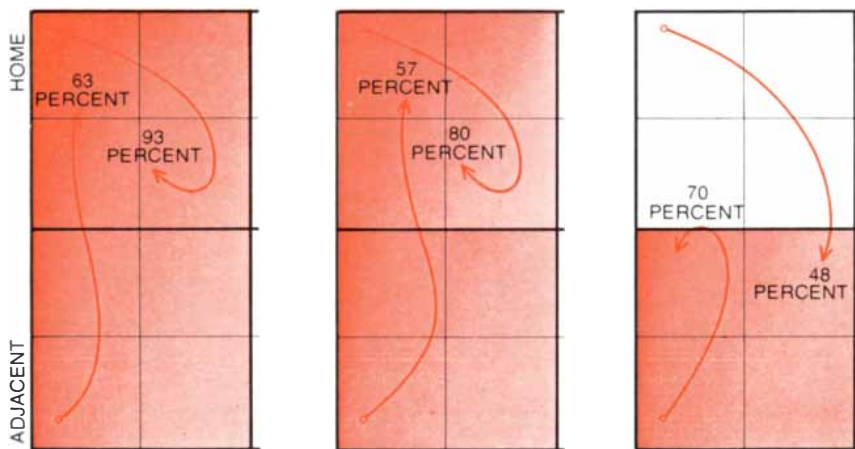 HOME
ADJACENT
63
PERCENT
93
PERCENT
57
PERCENT
80
PERCENT
70
PERCENT
48
PERCENT